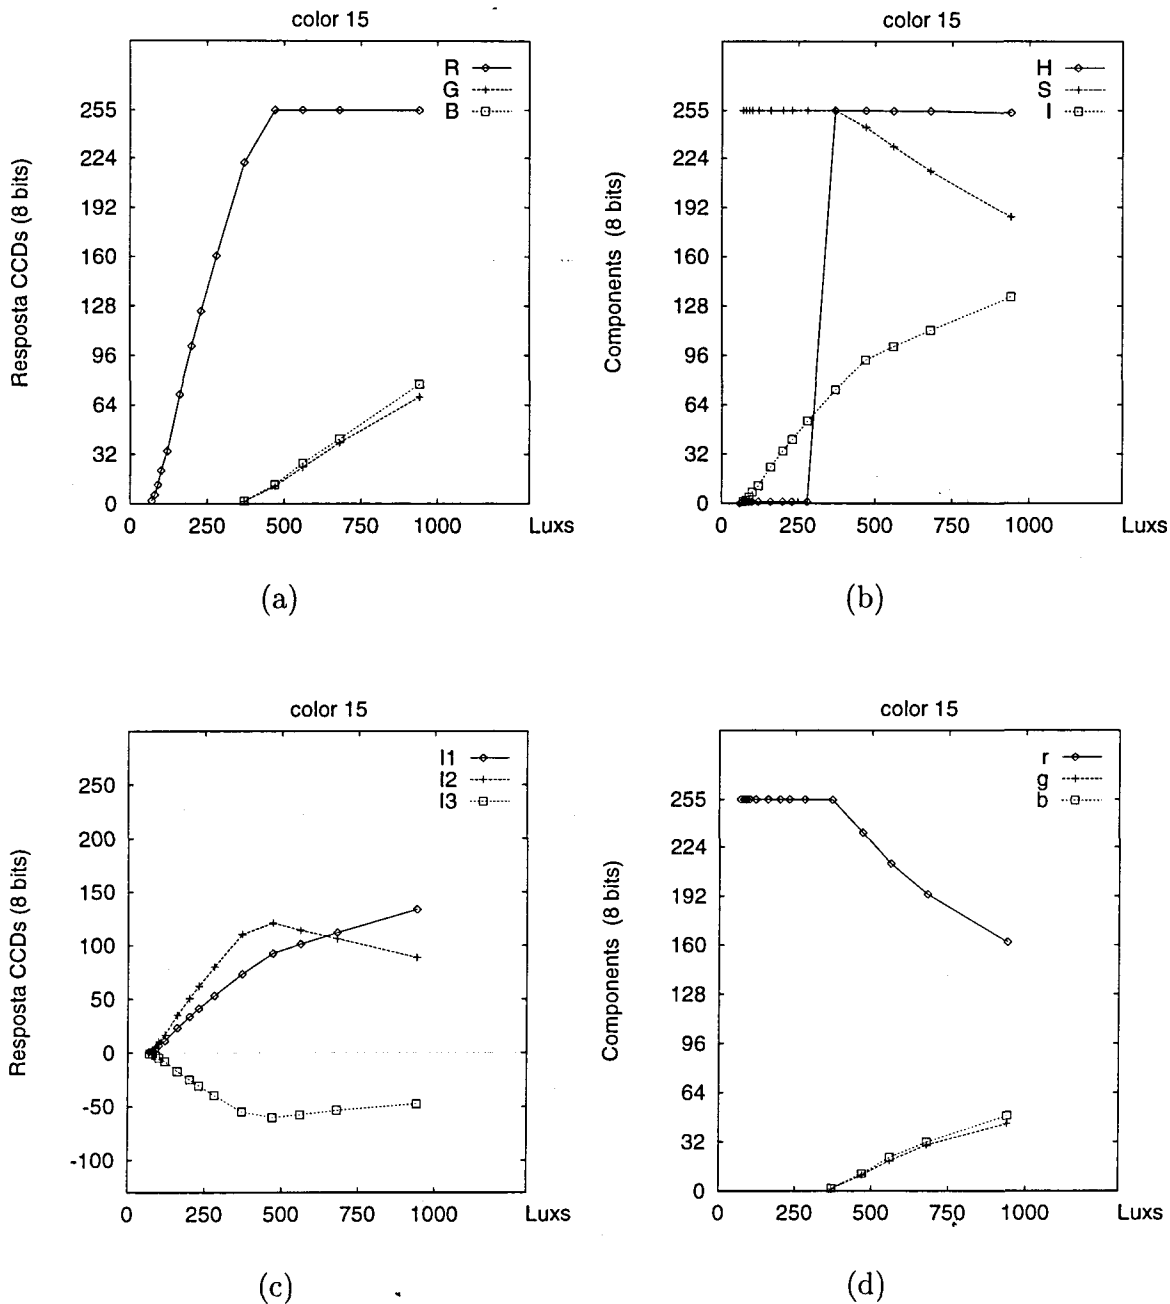 color 15
R
G
B
Resposta CCDs (8 bits)
255
224
192
160
128
96
64
32
0
0 250 500 750 1000 Luxs
(a)
color 15
H
S
I
Components (8 bits)
255
224
192
160
128
96
64
32
0
0 250 500 750 1000 Luxs
(b)
color 15
I1
I2
I3
Resposta CCDs (8 bits)
250
200
150
100
50
0
-50
-100
0 250 500 750 1000 Luxs
(c)
color 15
r
g
b
Components (8 bits)
255
224
192
160
128
96
64
32
0
0 250 500 750 1000 Luxs
(d)